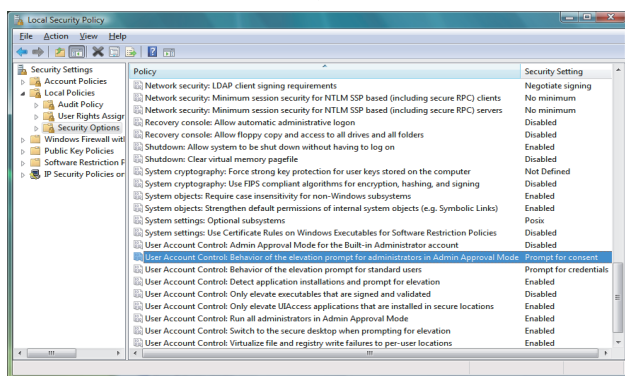 Local Security Policy
File Action View Help
Security Settings
Account Policies
Local Policies
Audit Policy
User Rights Assigr
Security Options
Windows Firewall witl
Public Key Policies
Software Restriction P
IP Security Policies or
Policy Security Setting
Network security: LDAP client signing requirements Negotiate signing
Network security: Minimum session security for NTLM SSP based (including secure RPC) clients No minimum
Network security: Minimum session security for NTLM SSP based (including secure RPC) servers No minimum
Recovery console: Allow automatic administrative logon Disabled
Recovery console: Allow floppy copy and access to all drives and all folders Disabled
Shutdown: Allow system to be shut down without having to log on Enabled
Shutdown: Clear virtual memory pagefile Disabled
System cryptography: Force strong key protection for user keys stored on the computer Not Defined
System cryptography: Use FIPS compliant algorithms for encryption, hashing, and signing Disabled
System objects: Require case insensitivity for non-Windows subsystems Enabled
System objects: Strengthen default permissions of internal system objects (e.g. Symbolic Links) Enabled
System settings: Optional subsystems Posix
System settings: Use Certificate Rules on Windows Executables for Software Restriction Policies Disabled
User Account Control: Admin Approval Mode for the Built-in Administrator account Disabled
User Account Control: Behavior of the elevation prompt for administrators in Admin Approval Mode Prompt for consent
User Account Control: Behavior of the elevation prompt for standard users Prompt for credentials
User Account Control: Detect application installations and prompt for elevation Enabled
User Account Control: Only elevate executables that are signed and validated Disabled
User Account Control: Only elevate UIAccess applications that are installed in secure locations Enabled
User Account Control: Run all administrators in Admin Approval Mode Enabled
User Account Control: Switch to the secure desktop when prompting for elevation Enabled
User Account Control: Virtualize file and registry write failures to per-user locations Enabled